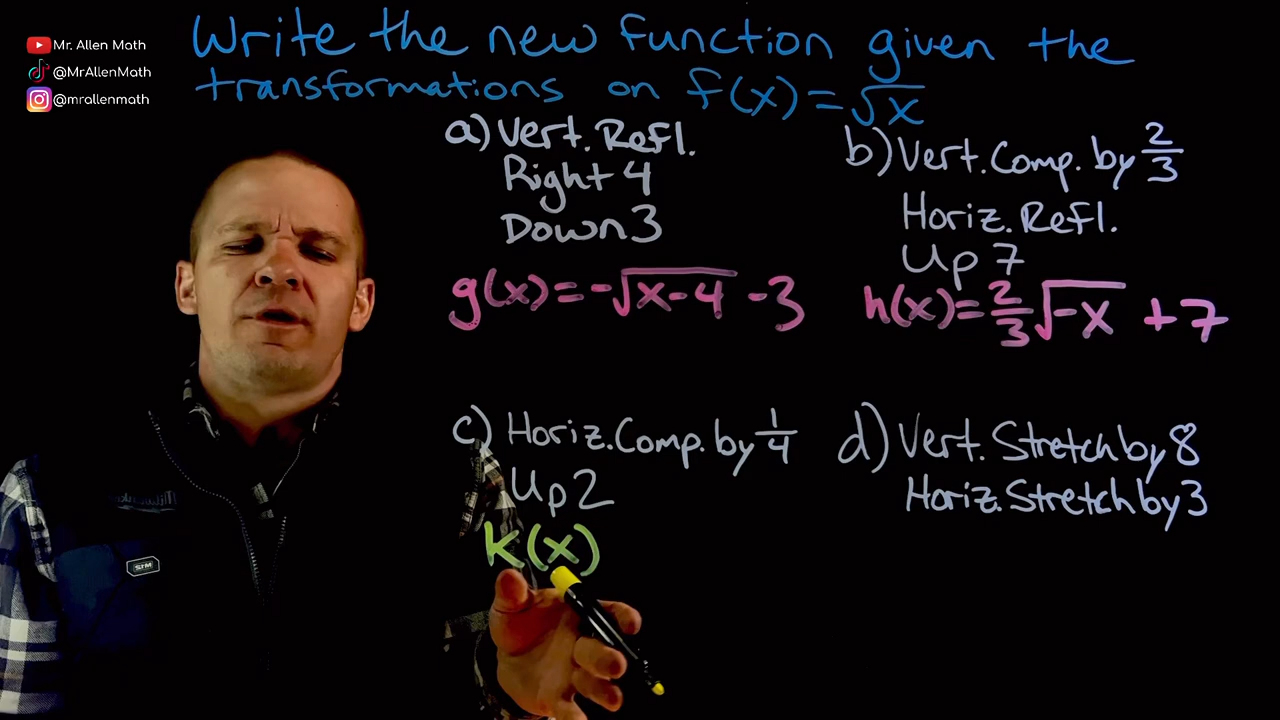 Mr. Allen Math
@MrAllenMath
@mrallenmath
Write the new function given the
transformations on f(x)=√x
a) Vert. Refl.
Right 4
Down 3
g(x)=-√x-4 -3
b) Vert. Comp. by 2/3
Horiz. Refl.
Up 7
h(x)=2/3√-x +7
c) Horiz. Comp. by 1/4
Up 2
K(x)
d) Vert. Stretch by 8
Horiz. Stretch by 3
SIM